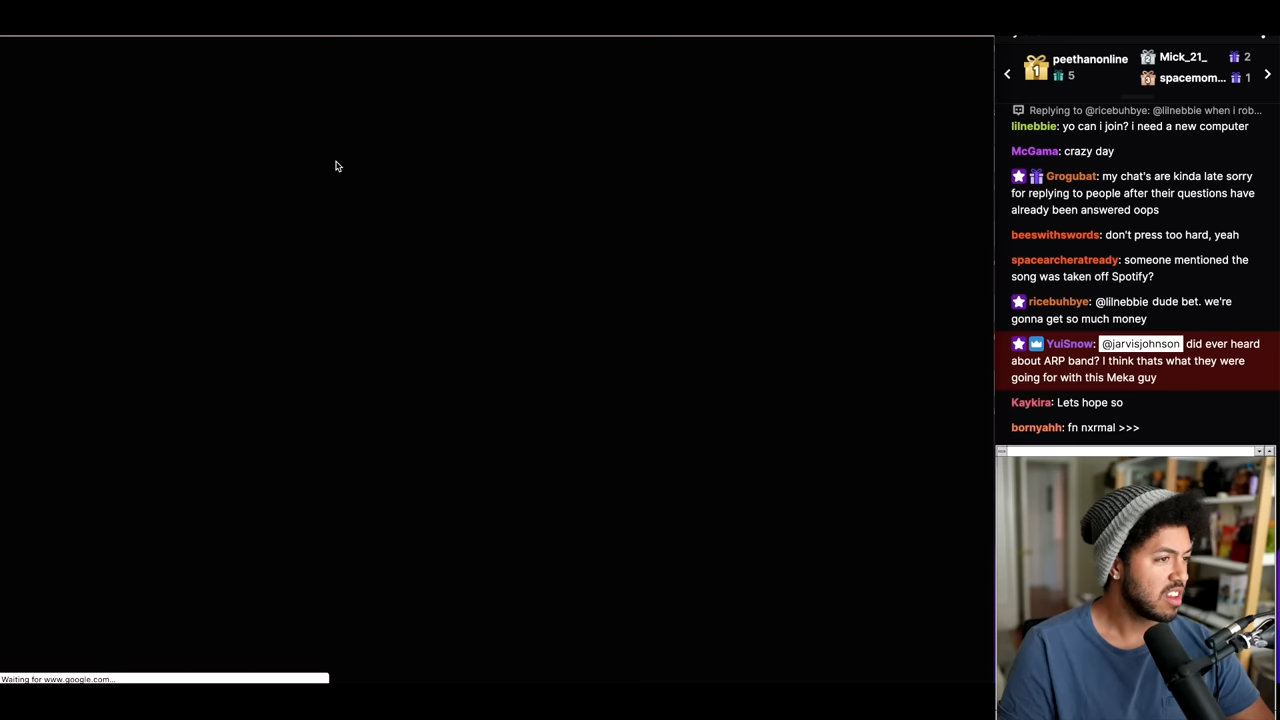 peethanonline
5
Mick_21_
2
spacemom...
1
Replying to @ricebuhbye: @lilnebbie when i rob...
lilnebbie: yo can i join? i need a new computer
McGama: crazy day
Grogubat: my chat's are kinda late sorry
for replying to people after their questions have
already been answered oops
beeswithswords: don't press too hard, yeah
spacearcheratready: someone mentioned the
song was taken off Spotify?
ricebuhbye: @lilnebbie dude bet. we're
gonna get so much money
YuiSnow: @jarvisjohnson did ever heard
about ARP band? I think thats what they were
going for with this Meka guy
Kaykira: Lets hope so
bornyahh: fn nxrmal >>>
Waiting for www.google.com...